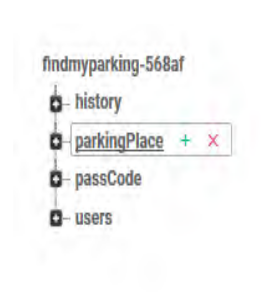 findmyparking-568af
history
parkingPlace + X
passCode
users